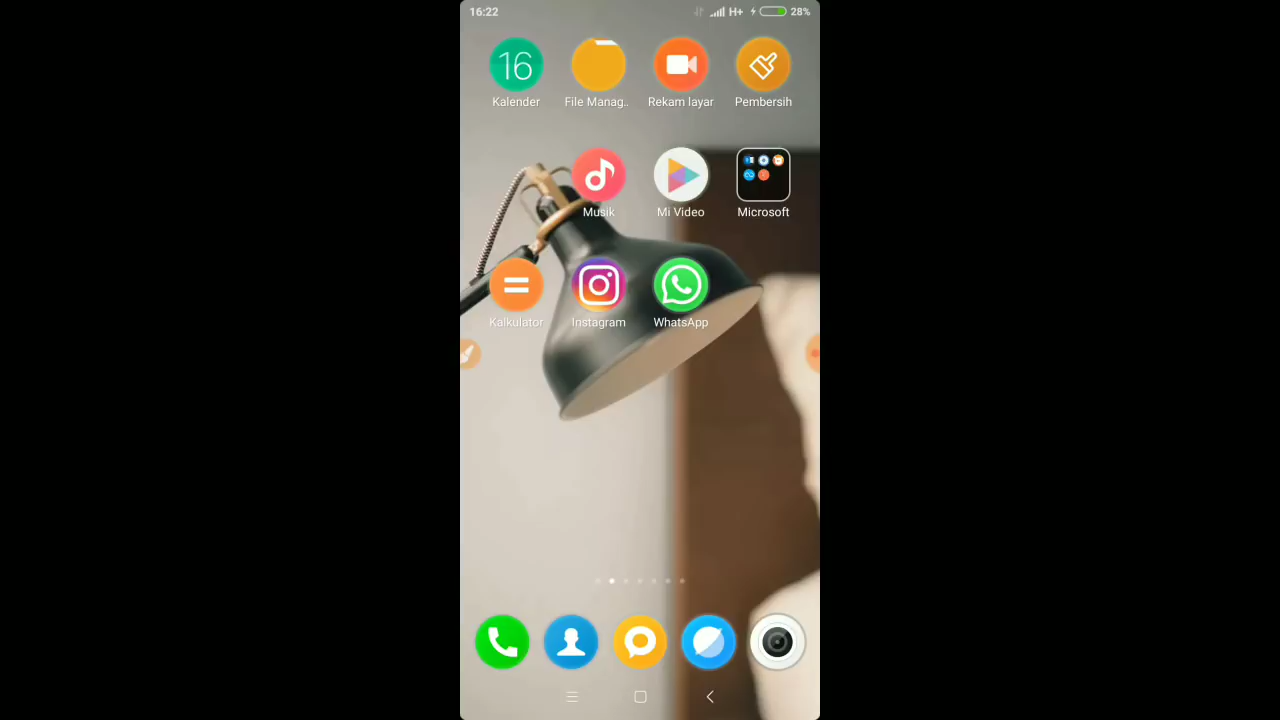 16:22 H+ 28%
16
Kalender File Manag.. Rekam layar Pembersih
Musik Mi Video Microsoft
Kalkulator Instagram WhatsApp